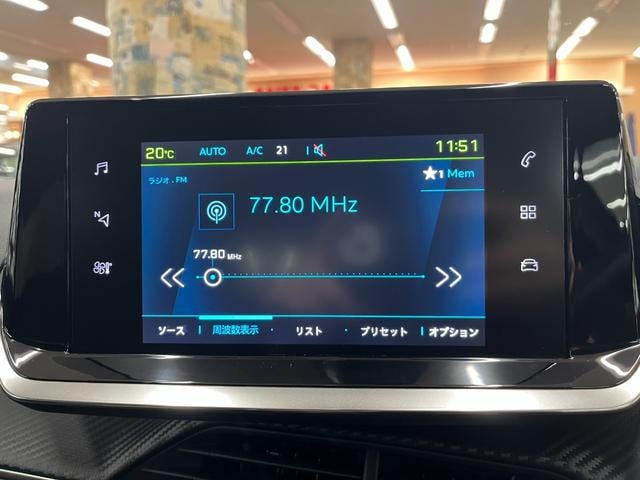 20°C AUTO A/C 21 11:51
ラジオ.FM
★1 Mem
77.80 MHz
77.80 MHz
N
ソース 周波数表示 リスト プリセット オプション